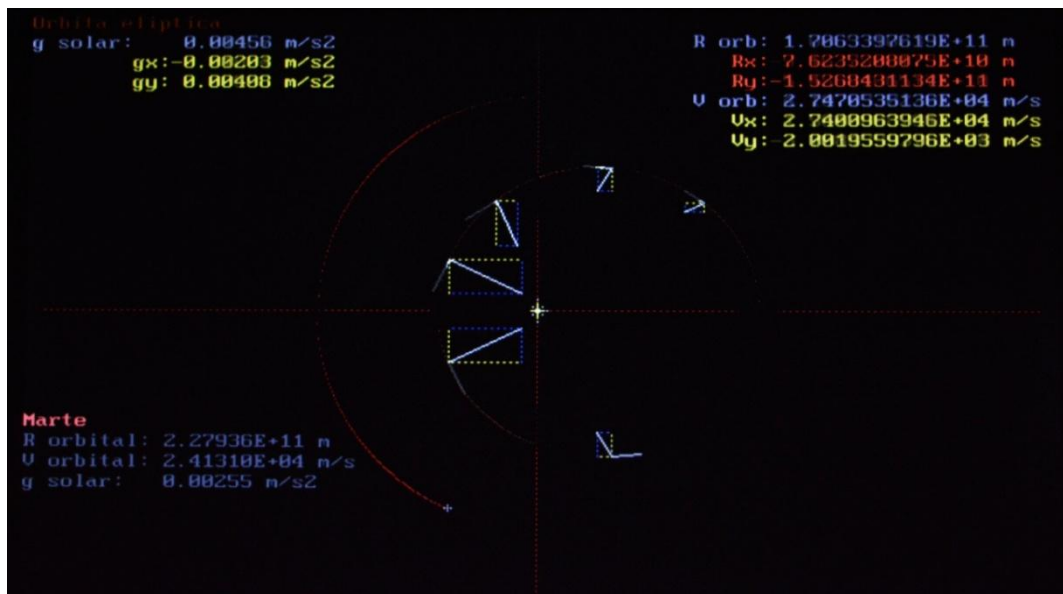 Orbita eliptica
g solar: 0.00456 m/s2
gx:-0.00203 m/s2
gy: 0.00408 m/s2
R orb: 1.7063397619E+11 m
Rx:-7.6235208075E+10 m
Ry:-1.5268431134E+11 m
V orb: 2.7470535136E+04 m/s
Vx: 2.7400963946E+04 m/s
Vy:-2.0019559796E+03 m/s
Marte
R orbital: 2.27936E+11 m
V orbital: 2.41310E+04 m/s
g solar: 0.00255 m/s2